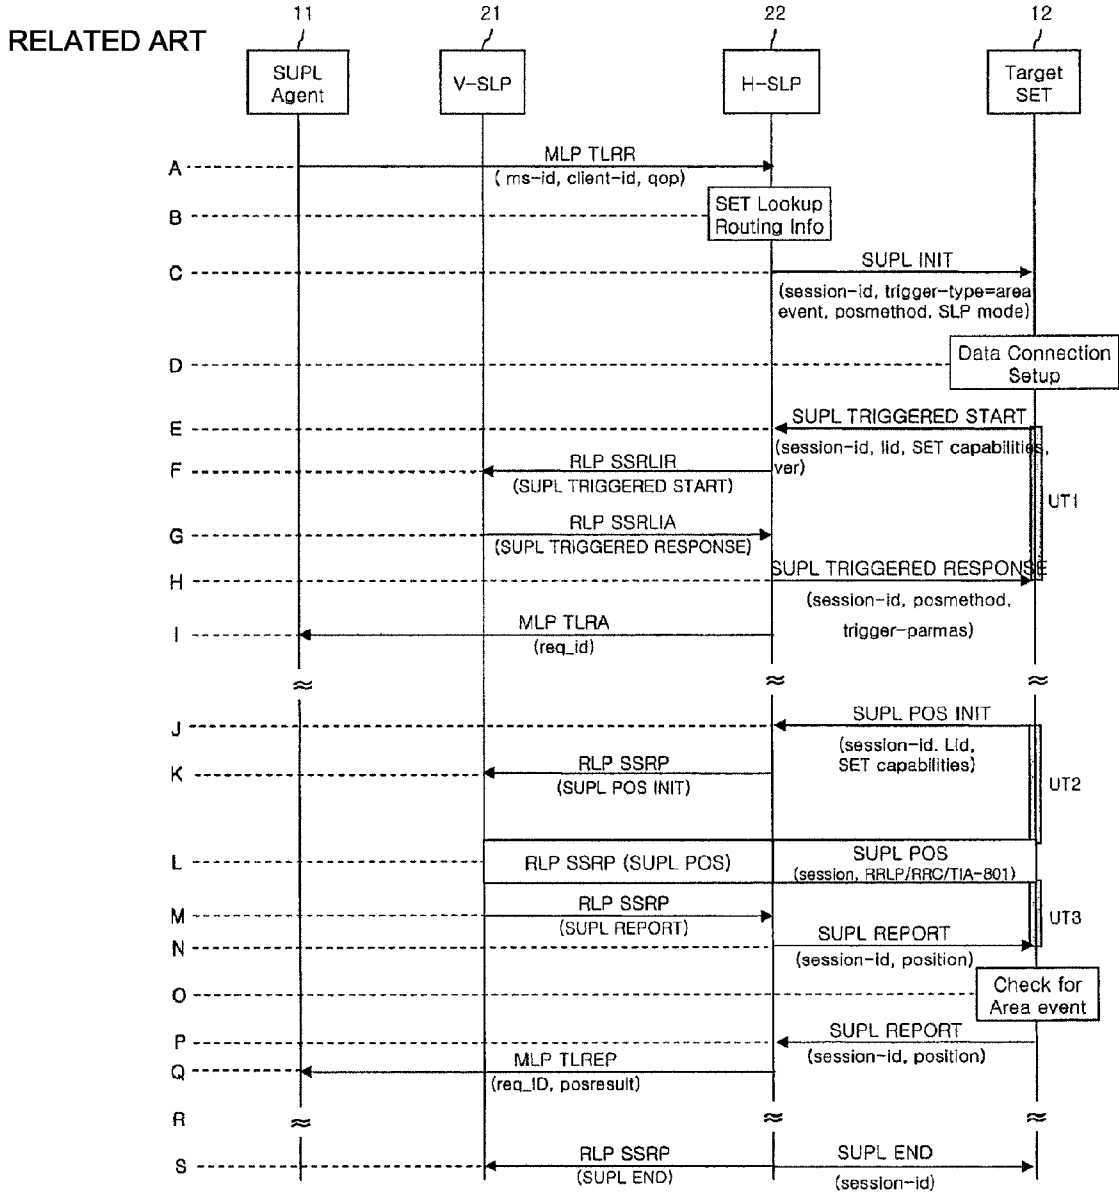 11
21
22
12
RELATED ART
SUPL
Agent
V-SLP
H-SLP
Target
SET
A
MLP TLRR
( ms-id, client-id, qop)
B
SET Lookup
Routing Info
C
SUPL INIT
(session-id, trigger-type=area
event, posmethod, SLP mode)
D
Data Connection
Setup
E
SUPL TRIGGERED START
(session-id, lid, SET capabilities,
ver)
F
RLP SSRLIR
(SUPL TRIGGERED START)
UT1
G
RLP SSRLIA
(SUPL TRIGGERED RESPONSE)
H
SUPL TRIGGERED RESPONSE
(session-id, posmethod,
trigger-parmas)
I
MLP TLRA
(req_id)
≈ ≈ ≈
J
SUPL POS INIT
(session-id. Lid,
SET capabilities)
K
RLP SSRP
(SUPL POS INIT)
UT2
L
RLP SSRP (SUPL POS)
SUPL POS
(session, RRLP/RRC/TIA-801)
M
RLP SSRP
(SUPL REPORT)
UT3
N
SUPL REPORT
(session-id, position)
O
Check for
Area event
P
SUPL REPORT
(session-id, position)
Q
MLP TLREP
(req_ID, posresult)
R
≈ ≈ ≈
S
RLP SSRP
(SUPL END)
SUPL END
(session-id)